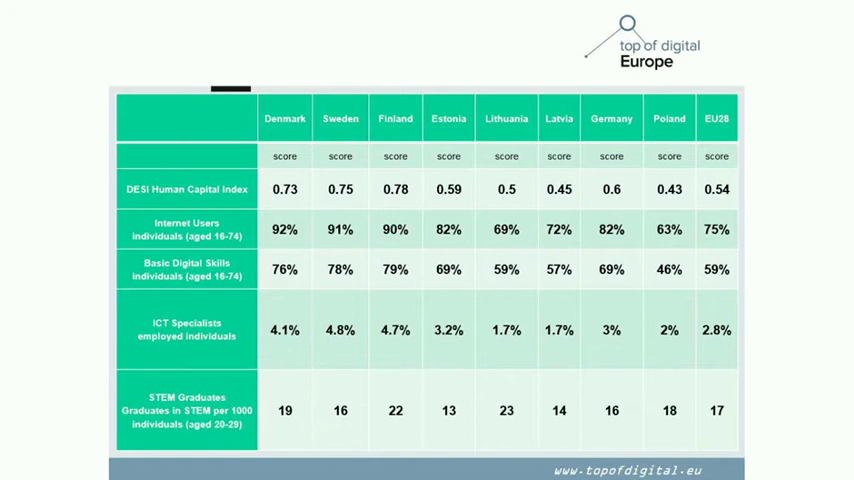 top of digital
Europe
Denmark Sweden Finland Estonia Lithuania Latvia Germany Poland EU28
score score score score score score score score score
DESI Human Capital Index 0.73 0.75 0.78 0.59 0.5 0.45 0.6 0.43 0.54
Internet Users
individuals (aged 16-74) 92% 91% 90% 82% 69% 72% 82% 63% 75%
Basic Digital Skills
individuals (aged 16-74) 76% 78% 79% 69% 59% 57% 69% 46% 59%
ICT Specialists
employed individuals 4.1% 4.8% 4.7% 3.2% 1.7% 1.7% 3% 2% 2.8%
STEM Graduates
Graduates in STEM per 1000
individuals (aged 20-29) 19 16 22 13 23 14 16 18 17
www.topofdigital.eu